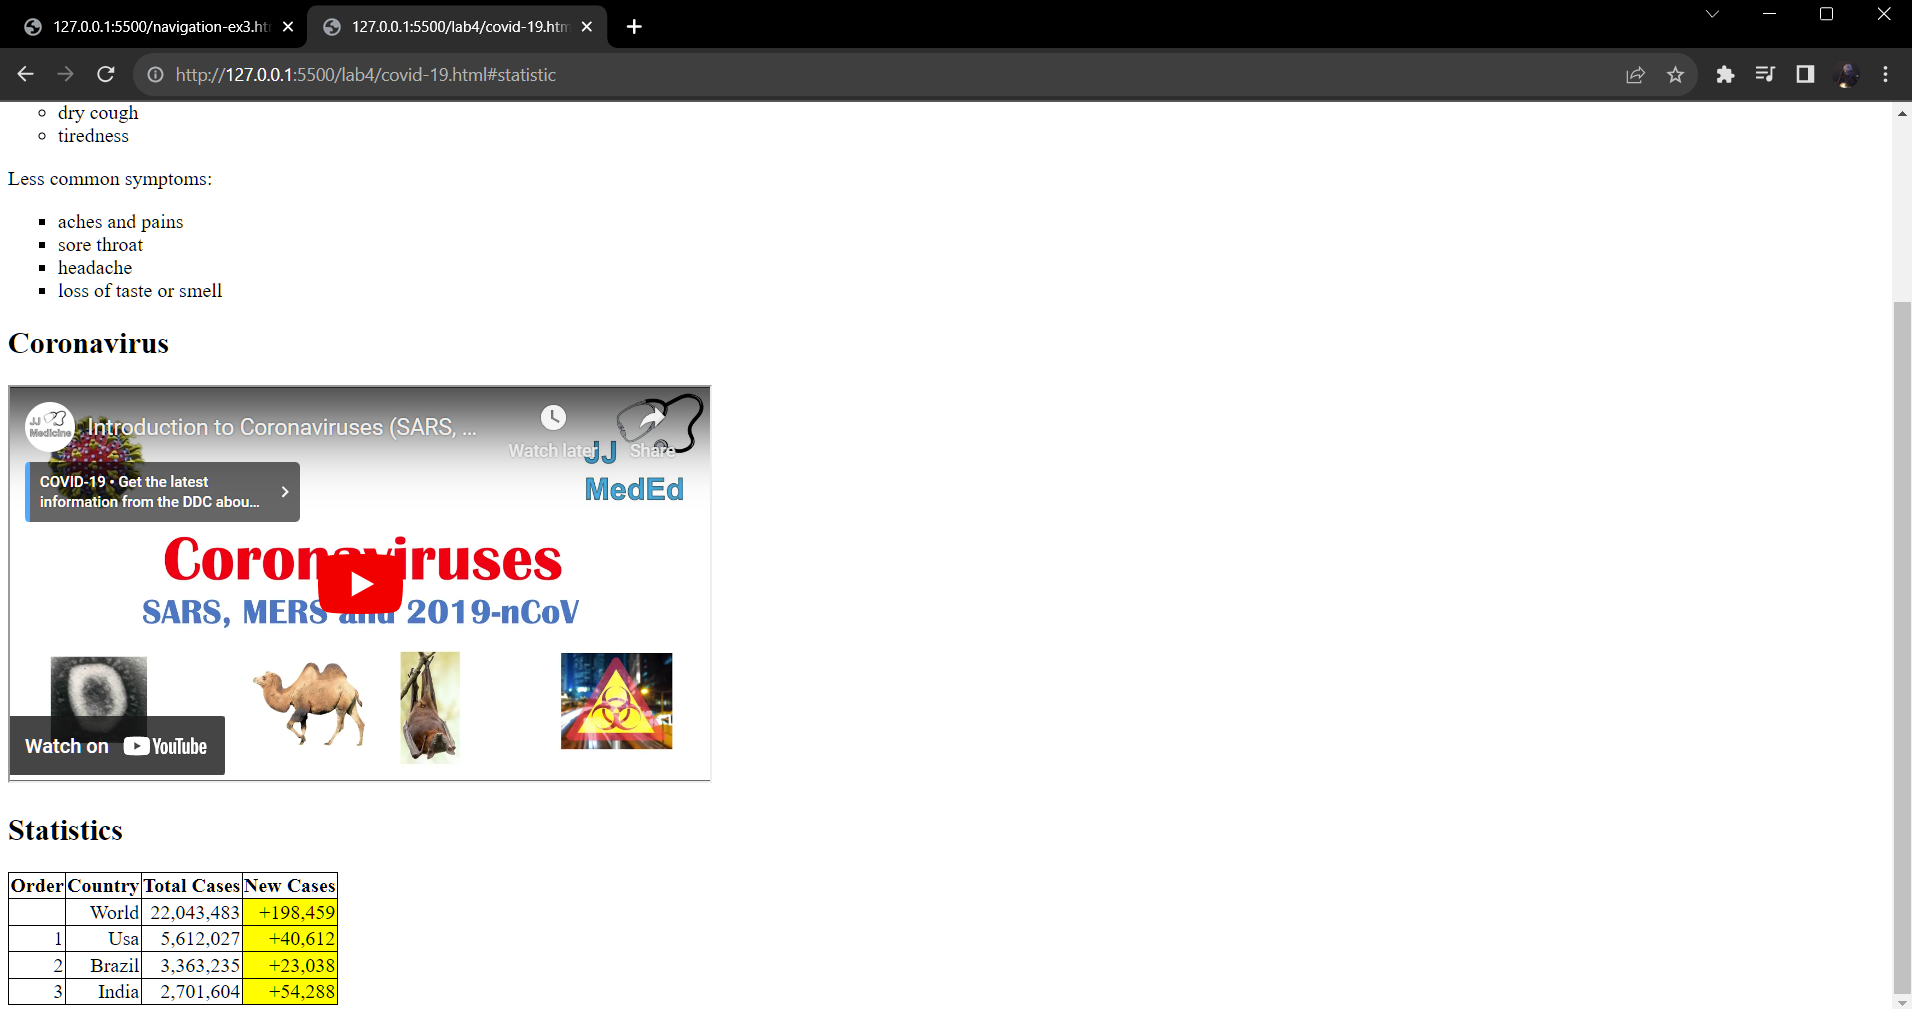 127.0.0.1:5500/navigation-ex3.ht
127.0.0.1:5500/lab4/covid-19.htm
http://127.0.0.1:5500/lab4/covid-19.html#statistic
dry cough
tiredness
Less common symptoms:
aches and pains
sore throat
headache
loss of taste or smell
Coronavirus
JJ Medicine
Introduction to Coronaviruses (SARS, ...
Watch later
Share
JJ
MedEd
COVID-19 • Get the latest
information from the DDC abou...
Coronaviruses
SARS, MERS and 2019-nCoV
Watch on YouTube
Statistics
Order Country Total Cases New Cases
World 22,043,483 +198,459
1 Usa 5,612,027 +40,612
2 Brazil 3,363,235 +23,038
3 India 2,701,604 +54,288